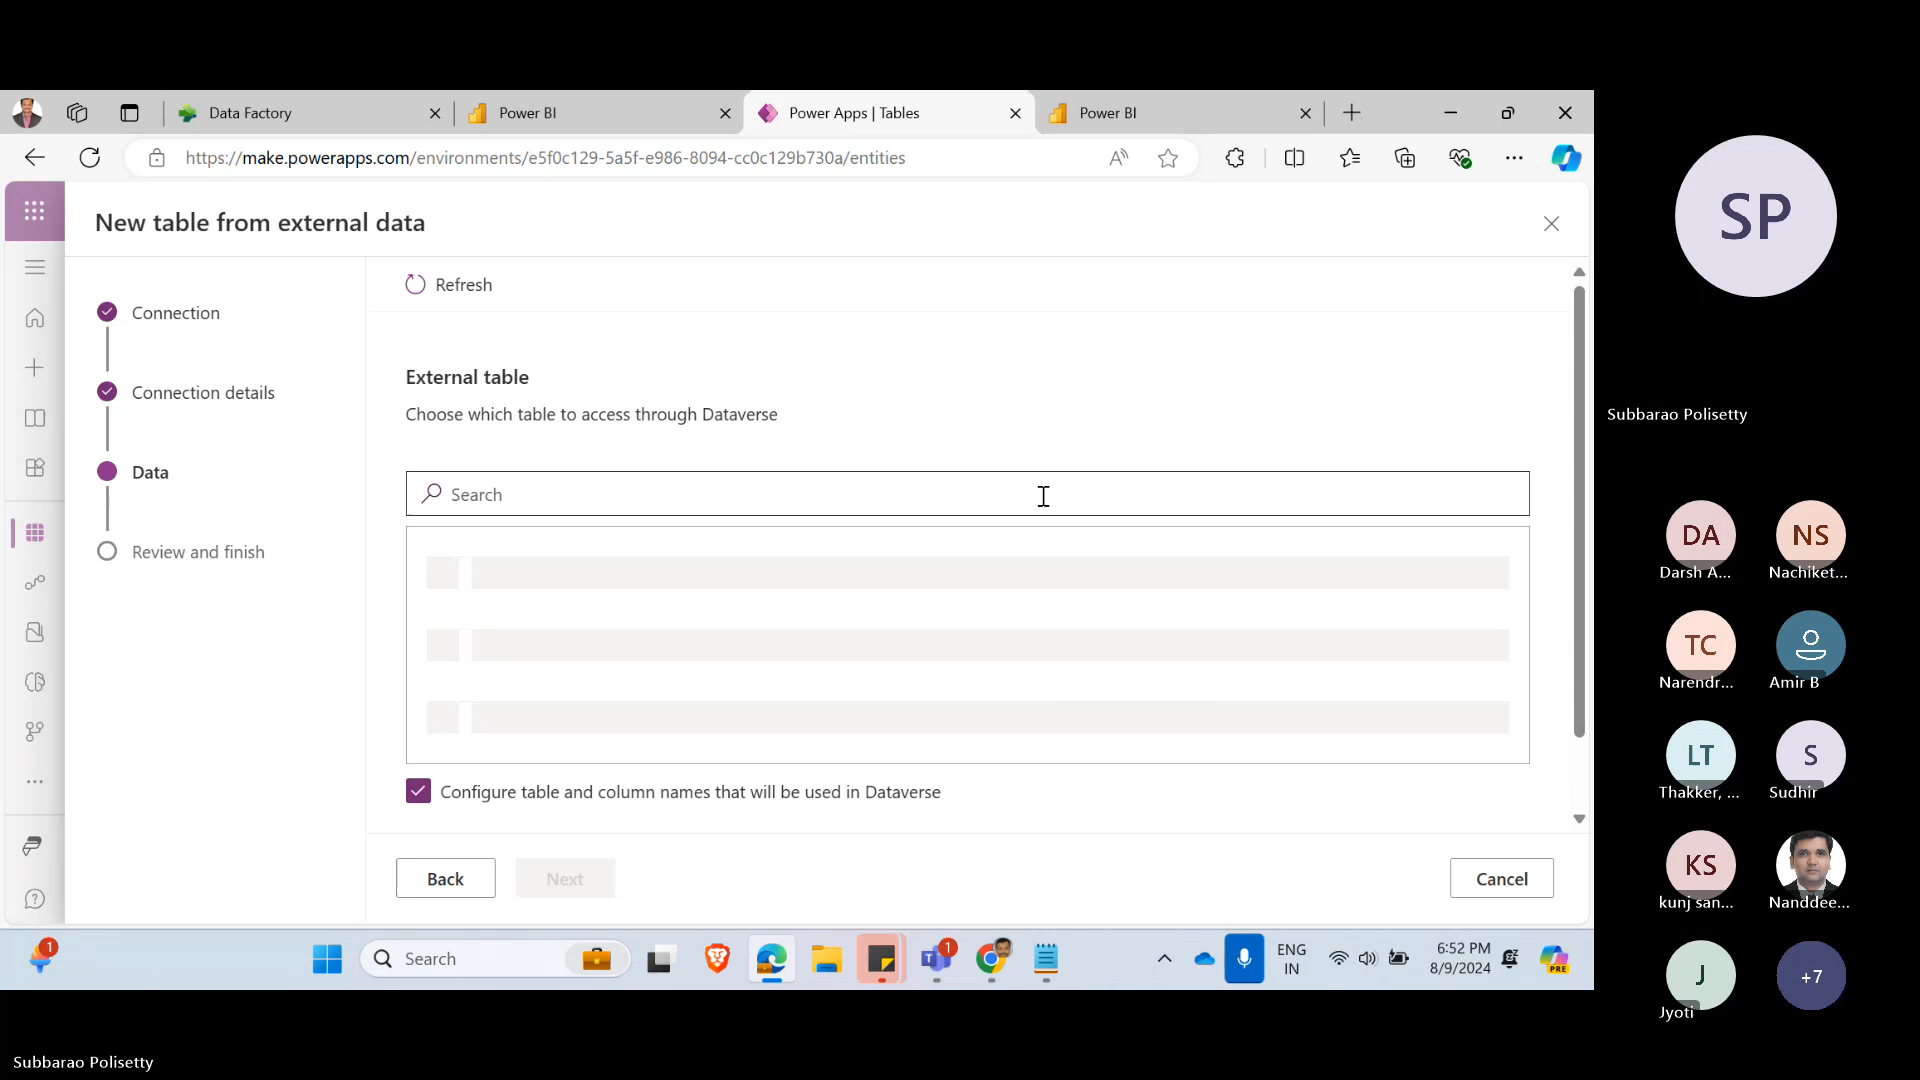 Data Factory
Power BI
Power Apps | Tables
Power BI
https://make.powerapps.com/environments/e5f0c129-5a5f-e986-8094-cc0c129b730a/entities
New table from external data
Connection
Connection details
Data
Review and finish
Refresh
External table
Choose which table to access through Dataverse
Search
Configure table and column names that will be used in Dataverse
Back
Next
Cancel
1
Search
1
ENG
IN
6:52 PM
8/9/2024
PRE
SP
Subbarao Polisetty
DA
Darsh A...
NS
Nachiket...
TC
Narendr...
Amir B
LT
Thakker, ...
S
Sudhir
KS
kunj san...
Nanddee...
J
Jyoti
+7
Subbarao Polisetty